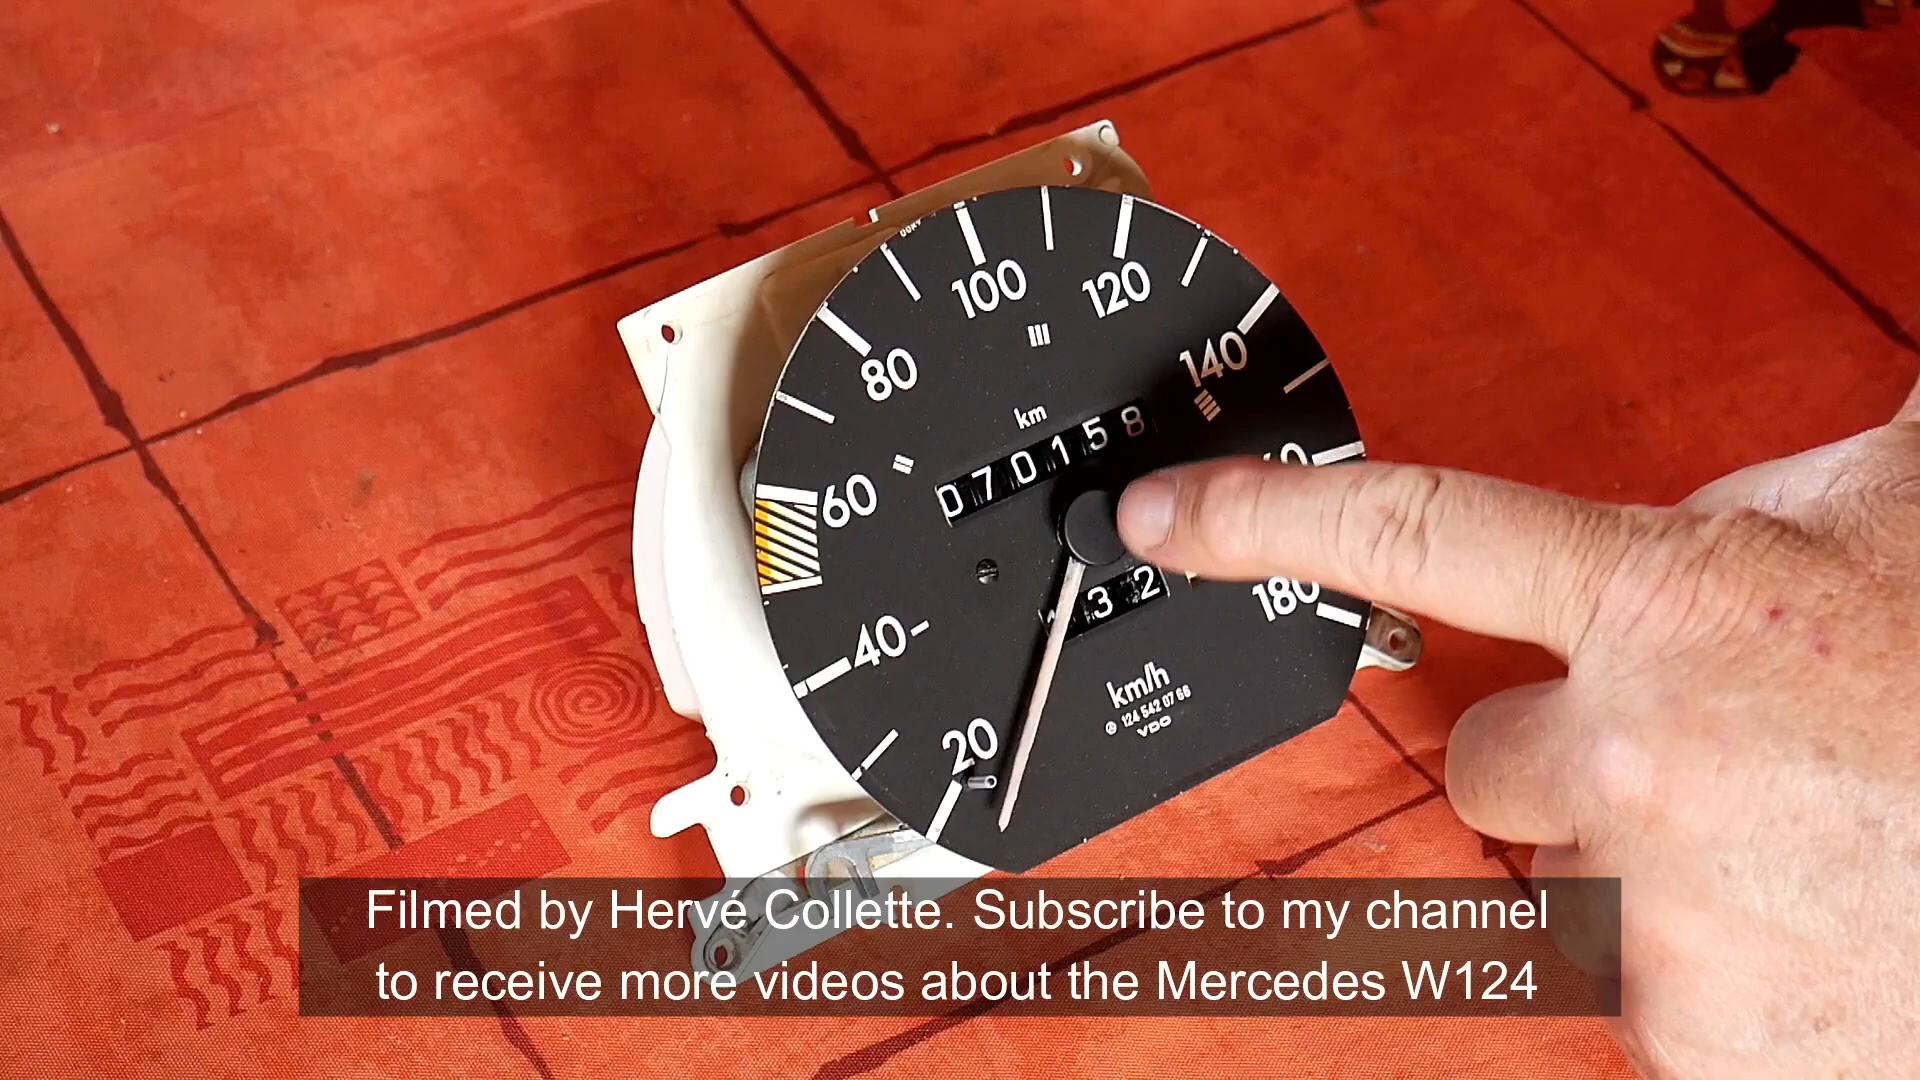 100
120
80
140
km
070158
60
32
180
40
km/h
124 542 07 66
VDO
20
Filmed by Hervé Collette. Subscribe to my channel
to receive more videos about the Mercedes W124